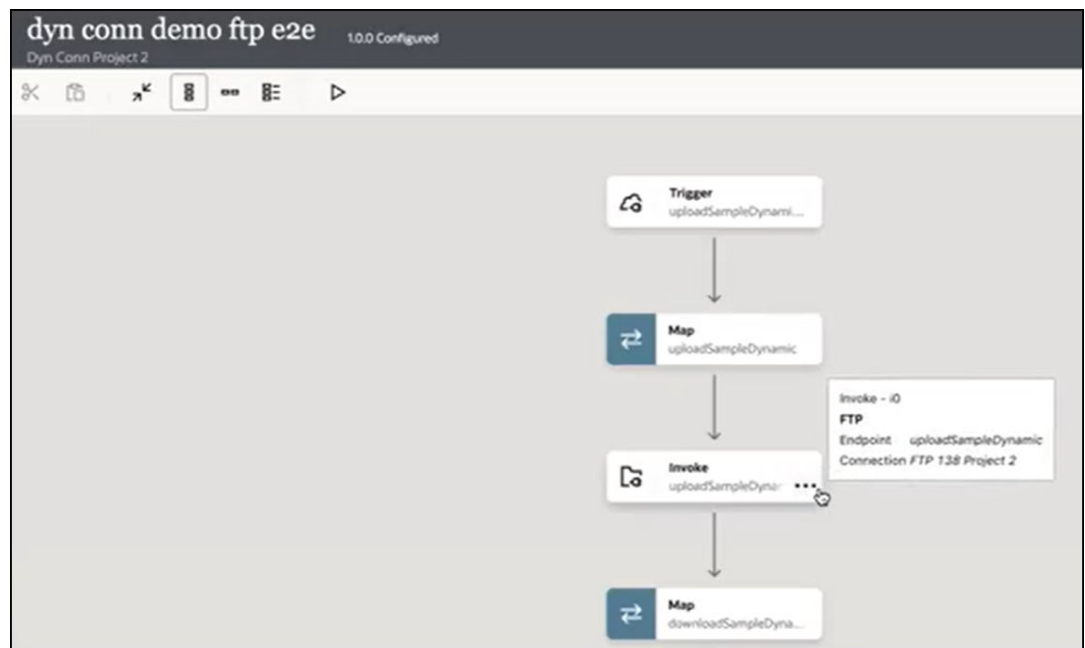 dyn conn demo ftp e2e 1.0.0 Configured
Dyn Conn Project 2
Trigger
uploadSampleDynami...
Map
uploadSampleDynamic
Invoke - i0
FTP
Endpoint uploadSampleDynamic
Connection FTP 138 Project 2
Invoke
uploadSampleDynar
Map
downloadSampleDyna...